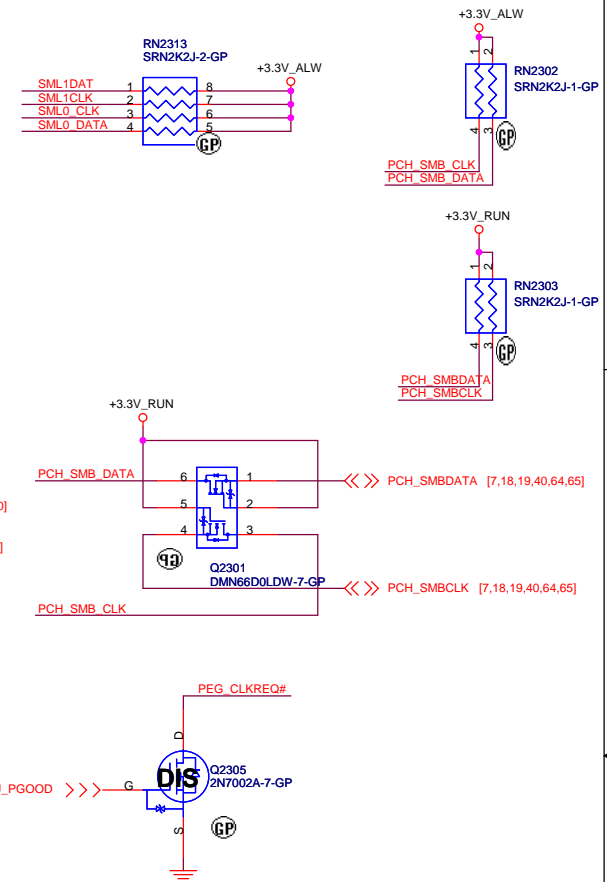 +3.3V_ALW
RN2313
SRN2K2J-2-GP
+3.3V_ALW
SML1DAT 1 8
SML1CLK 2 7
SML0_CLK 3 6
SML0_DATA 4 5
GP
1 2
RN2302
SRN2K2J-1-GP
4 3
GP
PCH_SMB_CLK
PCH_SMB_DATA
+3.3V_RUN
1 2
RN2303
SRN2K2J-1-GP
4 3
GP
PCH_SMBDATA
PCH_SMBCLK
+3.3V_RUN
PCH_SMB_DATA 6 1 PCH_SMBDATA [7,18,19,40,64,65]
5 2
0]
4 3
]
GP
Q2301
DMN66D0LDW-7-GP
PCH_SMBCLK [7,18,19,40,64,65]
PCH_SMB_CLK
PEG_CLKREQ#
D
DIS
Q2305
2N7002A-7-GP
_PGOOD G
S
GP